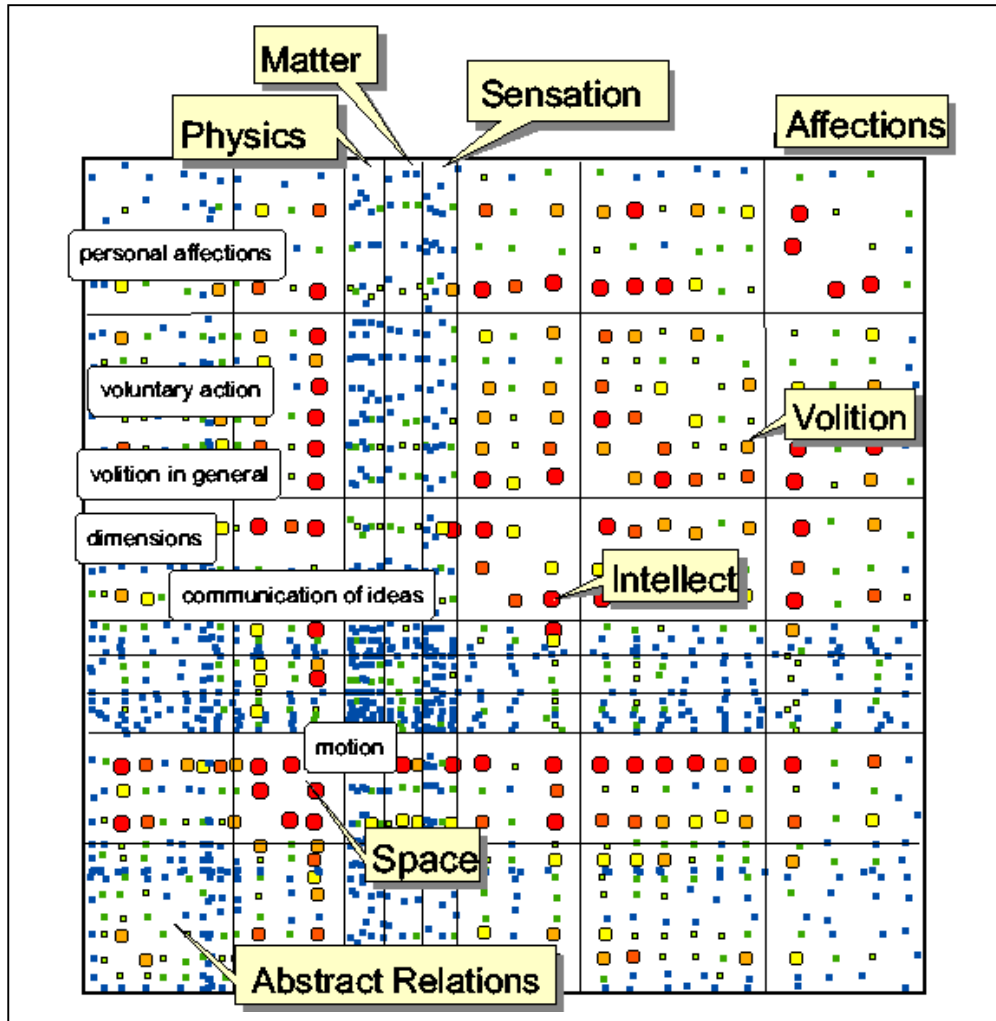 Matter
Sensation
Affections
Physics
personal affections
voluntary action
Volition
volition in general
dimensions
Intellect
communication of ideas
motion
Space
Abstract Relations